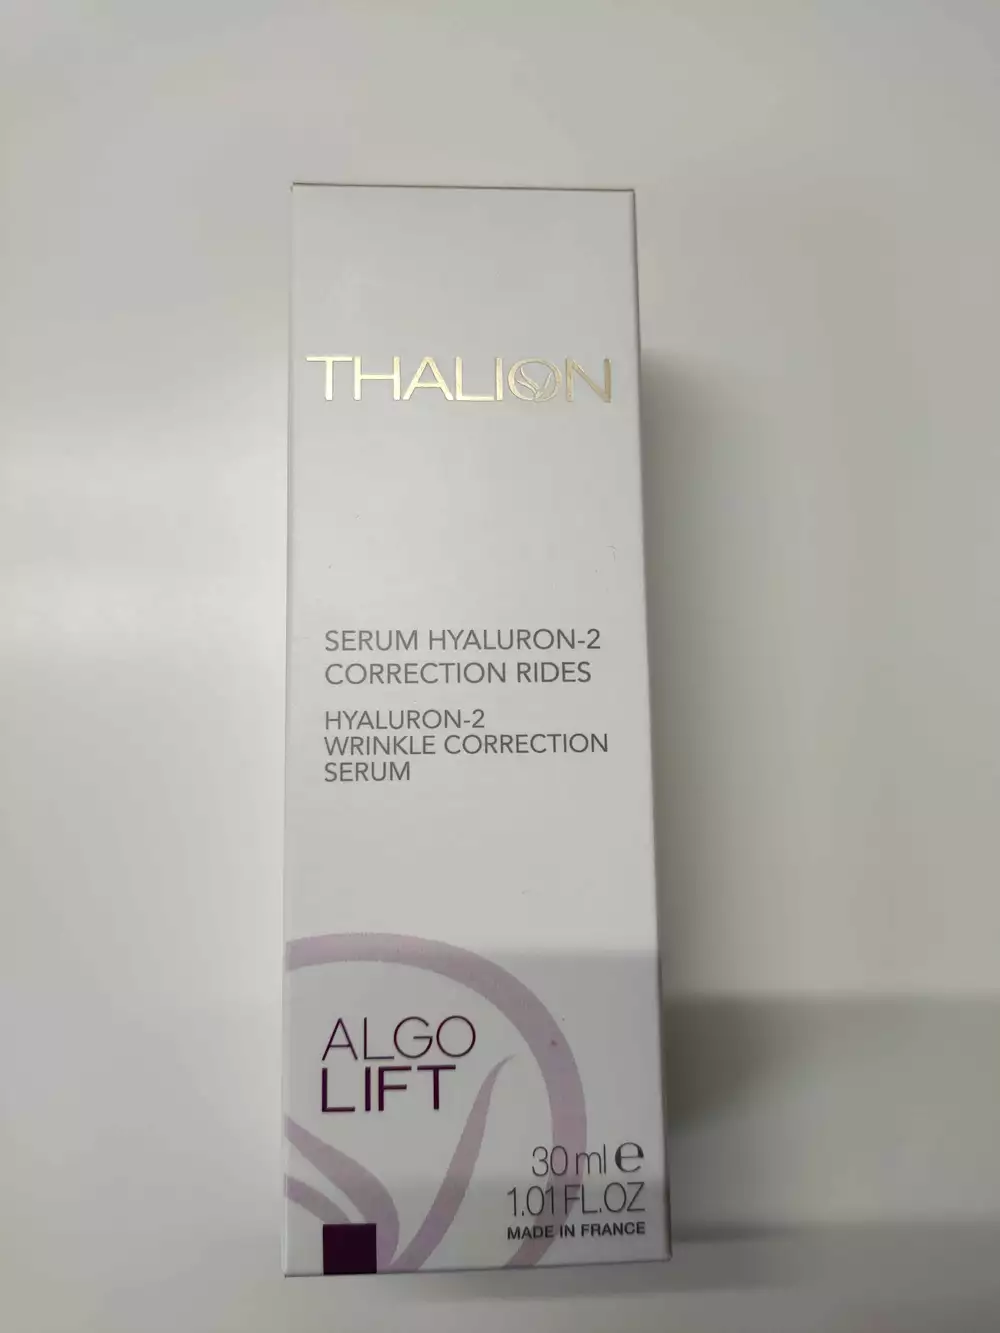 THALION
SERUM HYALURON-2
CORRECTION RIDES
HYALURON-2
WRINKLE CORRECTION
SERUM
ALGO
LIFT
30 ml e
1.01 FL.OZ
MADE IN FRANCE